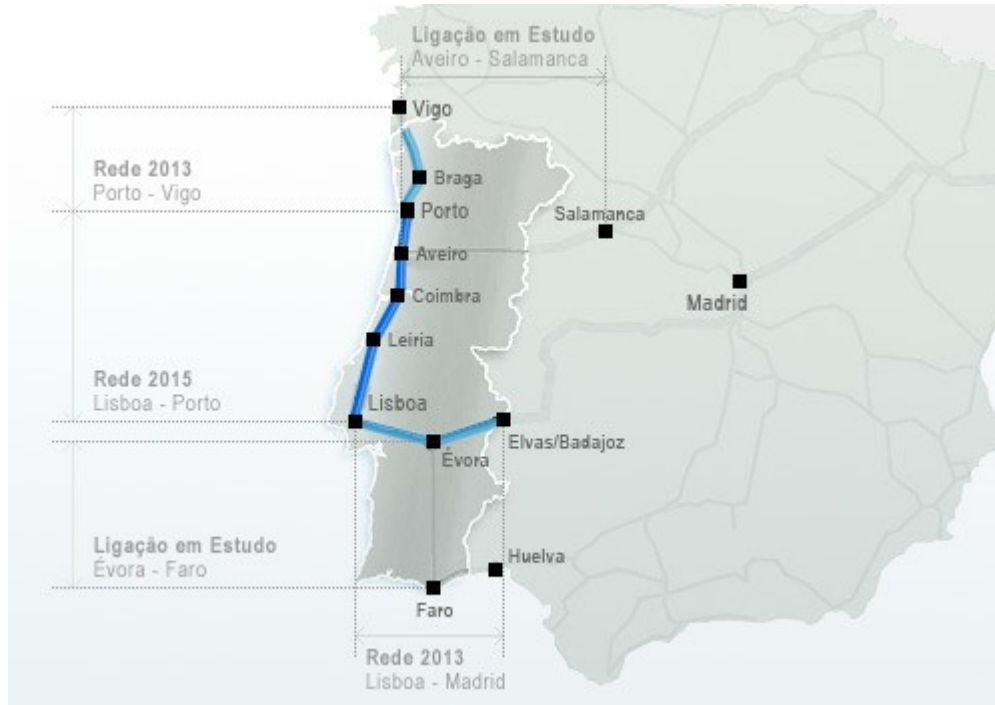 Ligação em Estudo
Aveiro - Salamanca
Vigo
Rede 2013
Porto - Vigo
Braga
Porto
Salamanca
Aveiro
Madrid
Coimbra
Leiria
Rede 2015
Lisboa - Porto
Lisboa
Elvas/Badajoz
Évora
Ligação em Estudo
Évora - Faro
Huelva
Faro
Rede 2013
Lisboa - Madrid